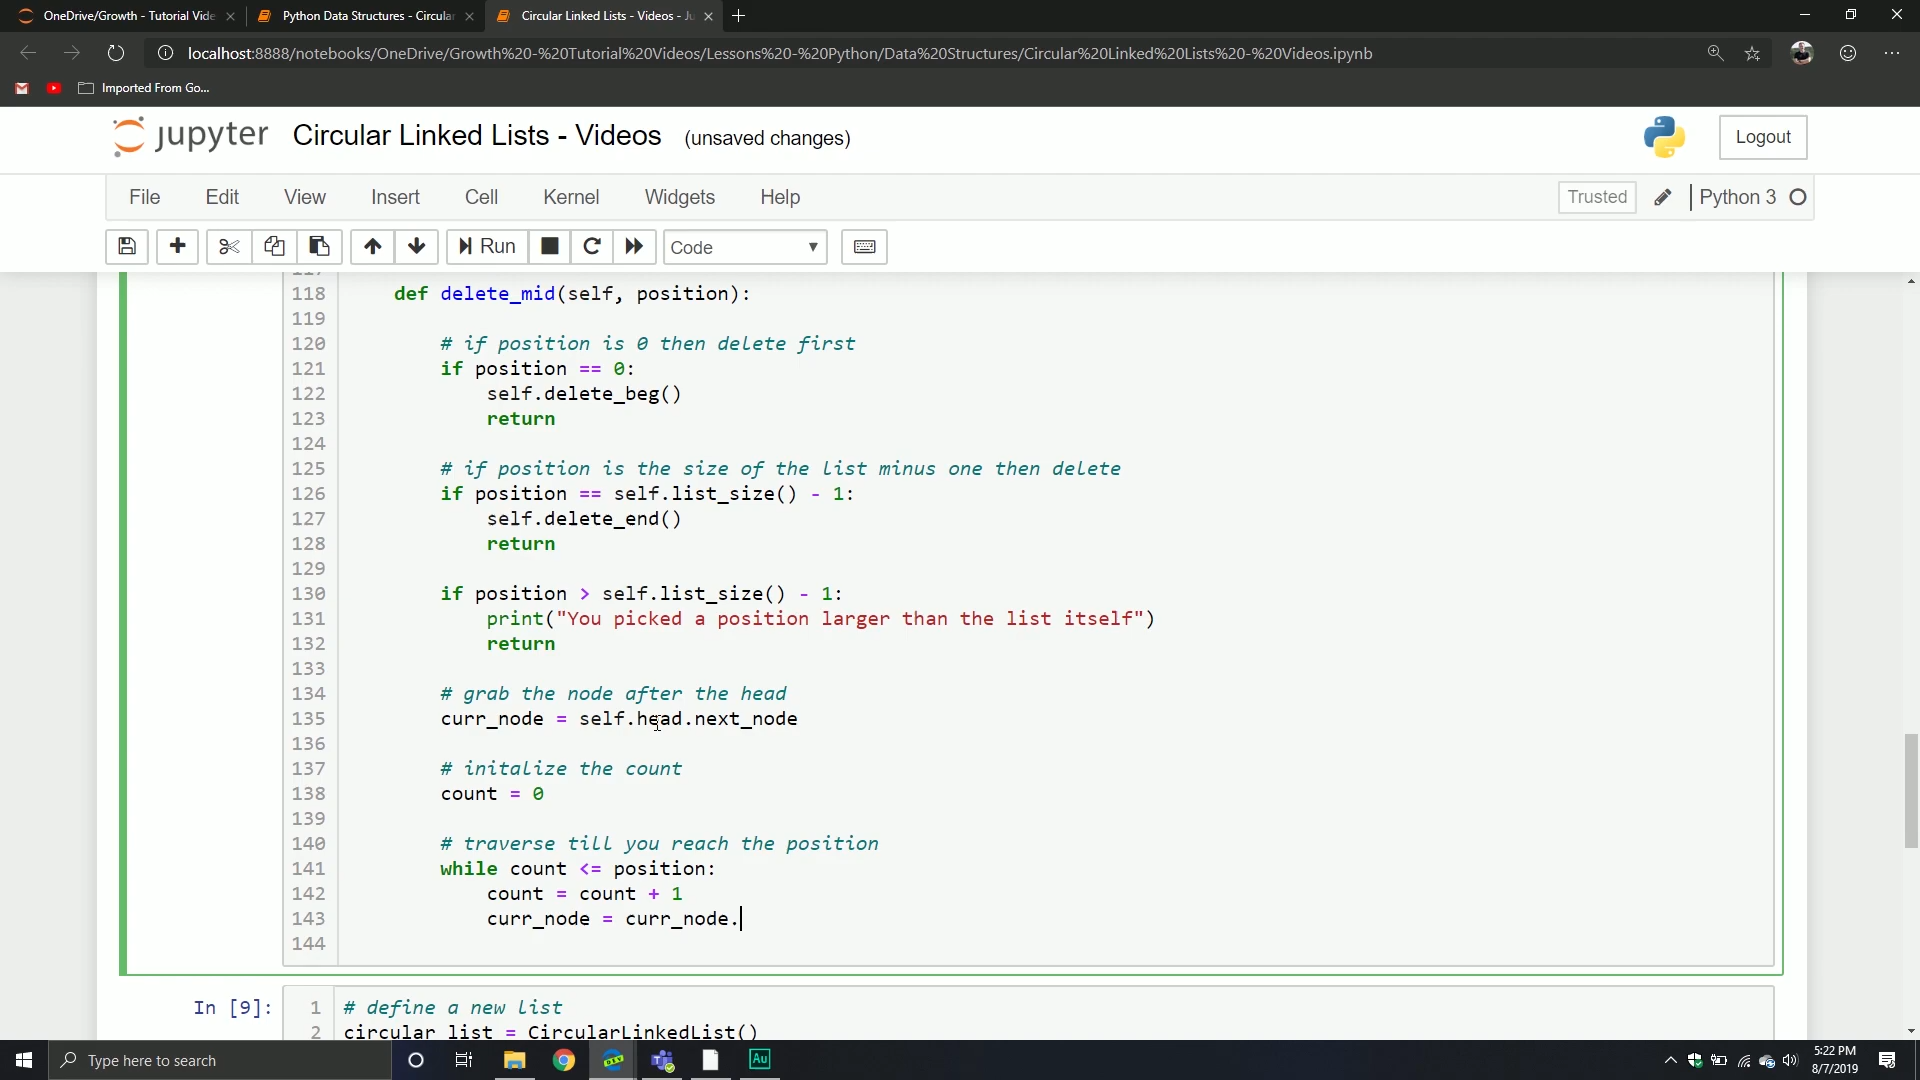 OneDrive/Growth - Tutorial Vide
Python Data Structures - Circular
Circular Linked Lists - Videos - Ju
localhost:8888/notebooks/OneDrive/Growth%20-%20Tutorial%20Videos/Lessons%20-%20Python/Data%20Structures/Circular%20Linked%20Lists%20-%20Videos.ipynb
Imported From Go...
jupyter Circular Linked Lists - Videos (unsaved changes)
Logout
File Edit View Insert Cell Kernel Widgets Help
Trusted Python 3
Run Code
117
118 def delete_mid(self, position):
119
120 # if position is 0 then delete first
121 if position == 0:
122 self.delete_beg()
123 return
124
125 # if position is the size of the list minus one then delete
126 if position == self.list_size() - 1:
127 self.delete_end()
128 return
129
130 if position > self.list_size() - 1:
131 print("You picked a position larger than the list itself")
132 return
133
134 # grab the node after the head
135 curr_node = self.head.next_node
136
137 # initalize the count
138 count = 0
139
140 # traverse till you reach the position
141 while count <= position:
142 count = count + 1
143 curr_node = curr_node.
144
In [9]: 1 # define a new list
2 circular list = CircularLinkedList()
Type here to search
DEV
Au
5:22 PM
8/7/2019